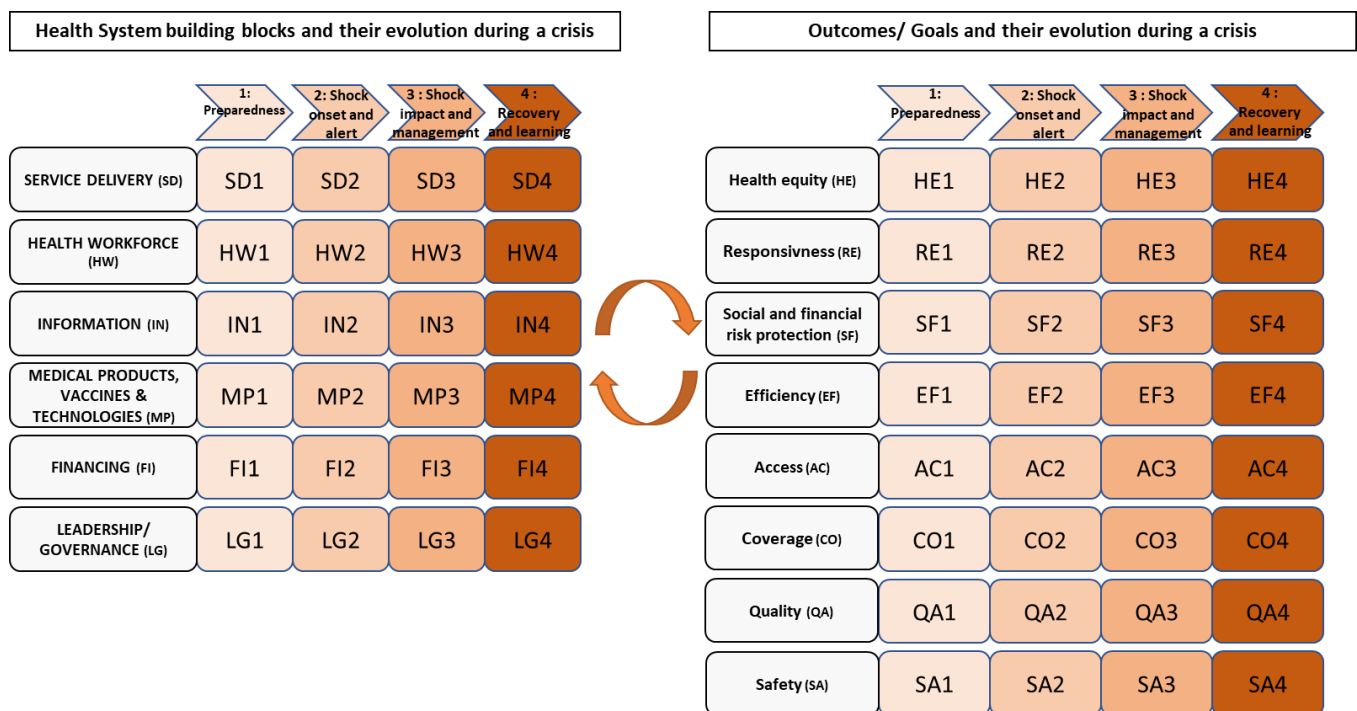 Health System building blocks and their evolution during a crisis
Outcomes/ Goals and their evolution during a crisis
1:
Preparedness
2: Shock
onset and
alert
3 : Shock
impact and
management
4 :
Recovery
and learning
SERVICE DELIVERY (SD)
SD1
SD2
SD3
SD4
HEALTH WORKFORCE
(HW)
HW1
HW2
HW3
HW4
INFORMATION (IN)
IN1
IN2
IN3
IN4
MEDICAL PRODUCTS,
VACCINES &
TECHNOLOGIES (MP)
MP1
MP2
MP3
MP4
FINANCING (FI)
FI1
FI2
FI3
FI4
LEADERSHIP/
GOVERNANCE (LG)
LG1
LG2
LG3
LG4
1:
Preparedness
2: Shock
onset and
alert
3 : Shock
impact and
management
4 :
Recovery
and learning
Health equity (HE)
HE1
HE2
HE3
HE4
Responsivness (RE)
RE1
RE2
RE3
RE4
Social and financial
risk protection (SF)
SF1
SF2
SF3
SF4
Efficiency (EF)
EF1
EF2
EF3
EF4
Access (AC)
AC1
AC2
AC3
AC4
Coverage (CO)
CO1
CO2
CO3
CO4
Quality (QA)
QA1
QA2
QA3
QA4
Safety (SA)
SA1
SA2
SA3
SA4